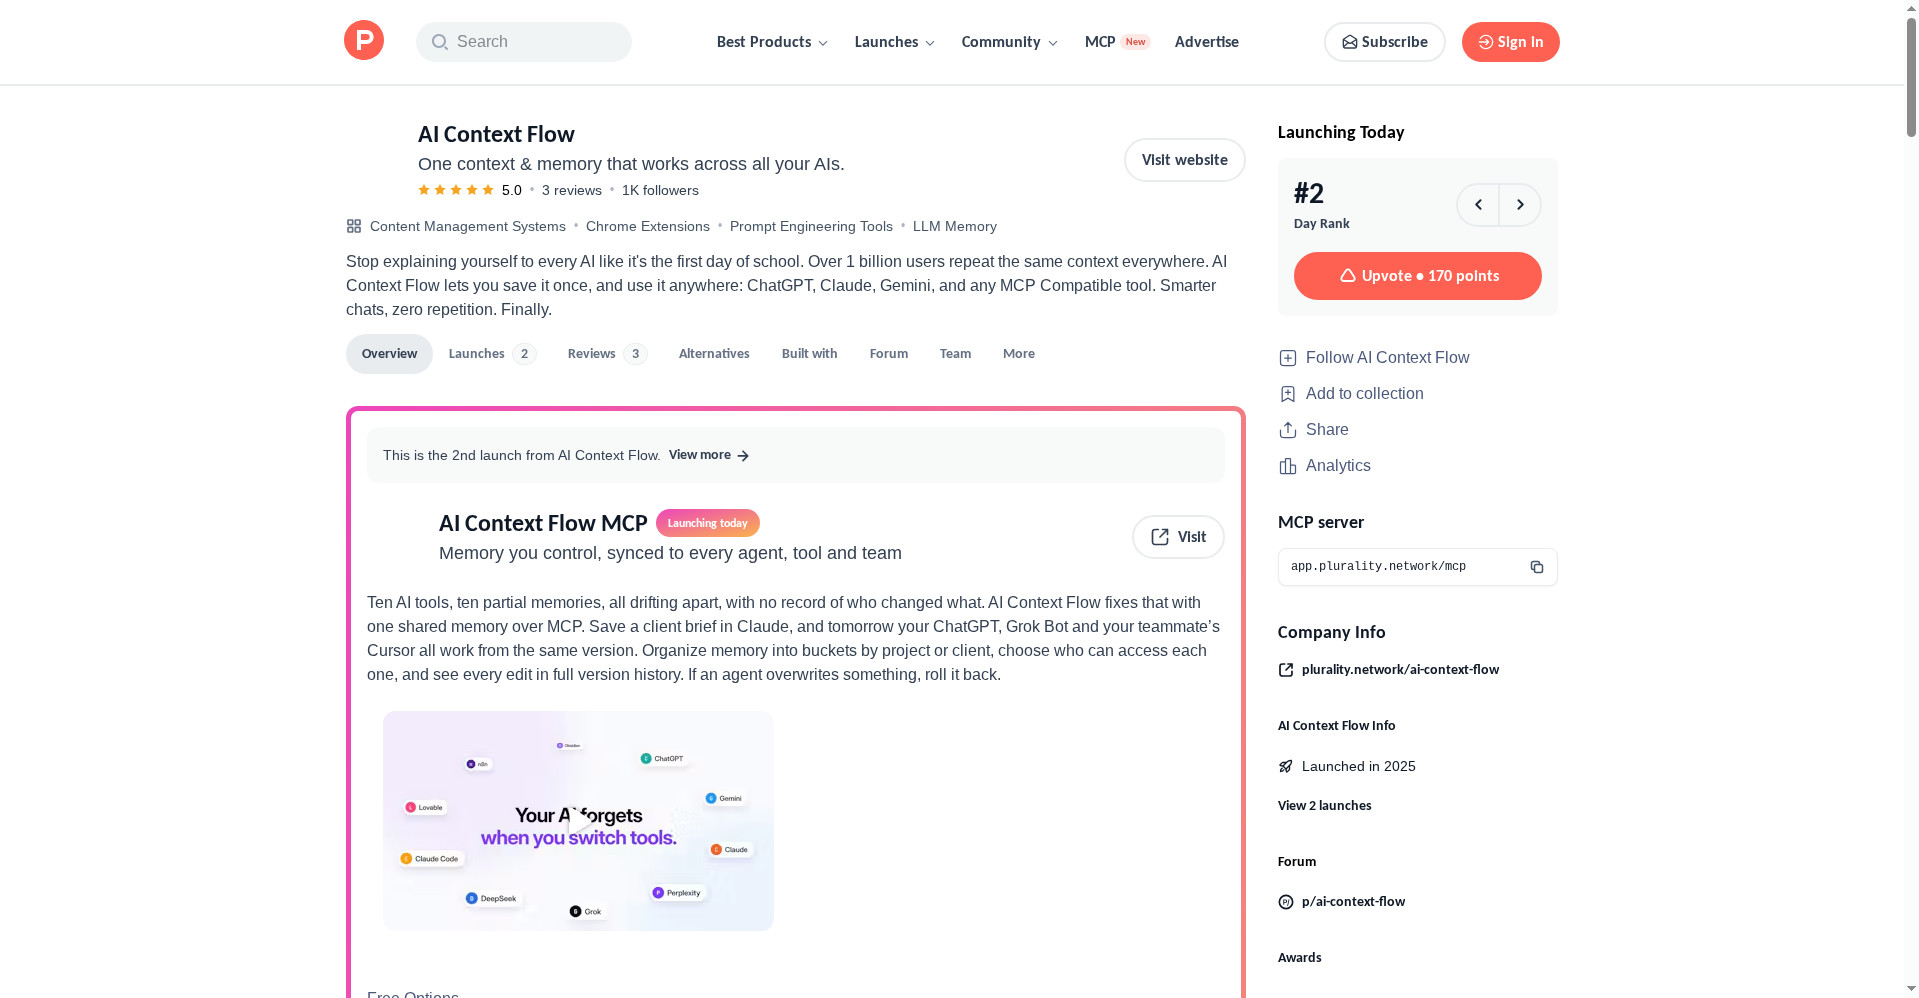 P
Search
Best Products
Launches
Community
MCP New
Advertise
Subscribe
Sign in
AI Context Flow
One context & memory that works across all your AIs.
5.0 • 3 reviews • 1K followers
Visit website
Content Management Systems • Chrome Extensions • Prompt Engineering Tools • LLM Memory
Stop explaining yourself to every AI like it's the first day of school. Over 1 billion users repeat the same context everywhere. AI
Context Flow lets you save it once, and use it anywhere: ChatGPT, Claude, Gemini, and any MCP Compatible tool. Smarter
chats, zero repetition. Finally.
Overview
Launches 2
Reviews 3
Alternatives
Built with
Forum
Team
More
This is the 2nd launch from AI Context Flow. View more
AI Context Flow MCP
Launching today
Memory you control, synced to every agent, tool and team
Visit
Ten AI tools, ten partial memories, all drifting apart, with no record of who changed what. AI Context Flow fixes that with
one shared memory over MCP. Save a client brief in Claude, and tomorrow your ChatGPT, Grok Bot and your teammate’s
Cursor all work from the same version. Organize memory into buckets by project or client, choose who can access each
one, and see every edit in full version history. If an agent overwrites something, roll it back.
Obsidian
n8n
ChatGPT
Lovable
Gemini
Your AI forgets
when you switch tools.
Claude Code
Claude
DeepSeek
Perplexity
Grok
Free Options
Launching Today
#2
Day Rank
Upvote • 170 points
Follow AI Context Flow
Add to collection
Share
Analytics
MCP server
app.plurality.network/mcp
Company Info
plurality.network/ai-context-flow
AI Context Flow Info
Launched in 2025
View 2 launches
Forum
p/ai-context-flow
Awards